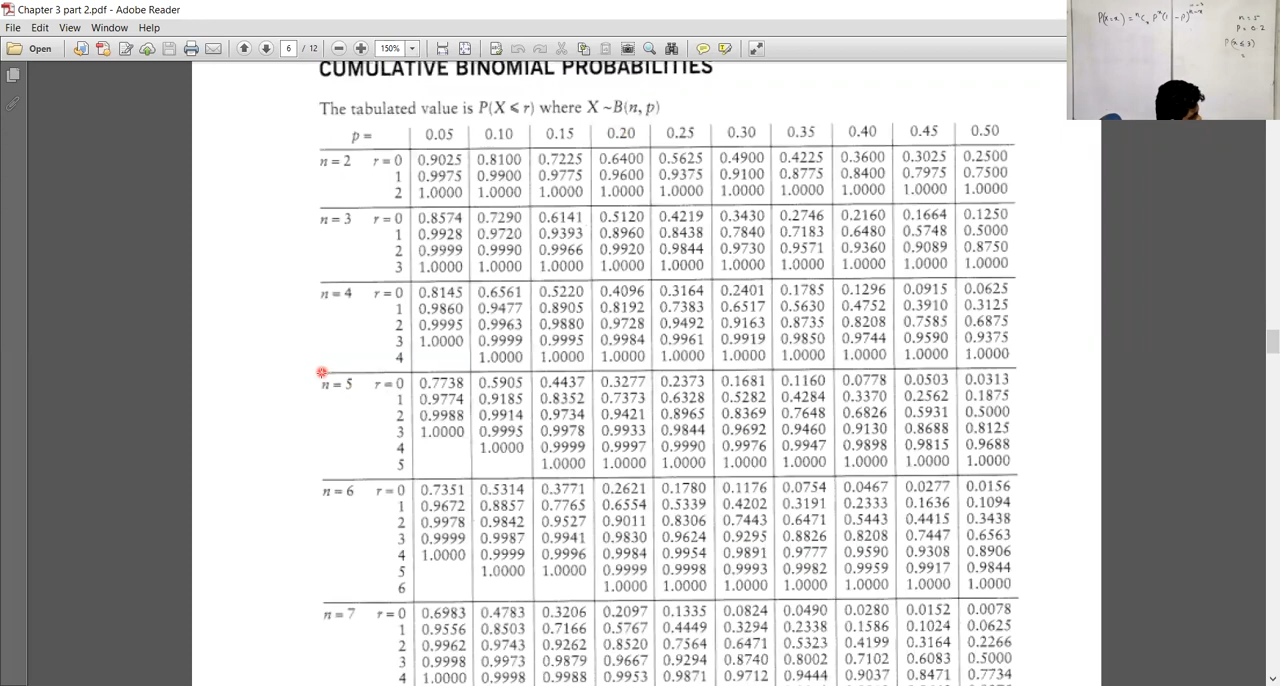 Chapter 3 part 2.pdf - Adobe Reader
File Edit View Window Help
Open 6 / 12 150%
P(X=x) = ⁿCₓ pˣ(1-p)ⁿ⁻ˣ
n = 5
p = 0.2
P(x ≤ 3)
=
CUMULATIVE BINOMIAL PROBABILITIES
The tabulated value is P(X ⩽ r) where X ~B(n, p)
p = 0.05 0.10 0.15 0.20 0.25 0.30 0.35 0.40 0.45 0.50
n = 2 r = 0 0.9025 0.8100 0.7225 0.6400 0.5625 0.4900 0.4225 0.3600 0.3025 0.2500
1 0.9975 0.9900 0.9775 0.9600 0.9375 0.9100 0.8775 0.8400 0.7975 0.7500
2 1.0000 1.0000 1.0000 1.0000 1.0000 1.0000 1.0000 1.0000 1.0000 1.0000
n = 3 r = 0 0.8574 0.7290 0.6141 0.5120 0.4219 0.3430 0.2746 0.2160 0.1664 0.1250
1 0.9928 0.9720 0.9393 0.8960 0.8438 0.7840 0.7183 0.6480 0.5748 0.5000
2 0.9999 0.9990 0.9966 0.9920 0.9844 0.9730 0.9571 0.9360 0.9089 0.8750
3 1.0000 1.0000 1.0000 1.0000 1.0000 1.0000 1.0000 1.0000 1.0000 1.0000
n = 4 r = 0 0.8145 0.6561 0.5220 0.4096 0.3164 0.2401 0.1785 0.1296 0.0915 0.0625
1 0.9860 0.9477 0.8905 0.8192 0.7383 0.6517 0.5630 0.4752 0.3910 0.3125
2 0.9995 0.9963 0.9880 0.9728 0.9492 0.9163 0.8735 0.8208 0.7585 0.6875
3 1.0000 0.9999 0.9995 0.9984 0.9961 0.9919 0.9850 0.9744 0.9590 0.9375
4 1.0000 1.0000 1.0000 1.0000 1.0000 1.0000 1.0000 1.0000 1.0000
n = 5 r = 0 0.7738 0.5905 0.4437 0.3277 0.2373 0.1681 0.1160 0.0778 0.0503 0.0313
1 0.9774 0.9185 0.8352 0.7373 0.6328 0.5282 0.4284 0.3370 0.2562 0.1875
2 0.9988 0.9914 0.9734 0.9421 0.8965 0.8369 0.7648 0.6826 0.5931 0.5000
3 1.0000 0.9995 0.9978 0.9933 0.9844 0.9692 0.9460 0.9130 0.8688 0.8125
4 1.0000 0.9999 0.9997 0.9990 0.9976 0.9947 0.9898 0.9815 0.9688
5 1.0000 1.0000 1.0000 1.0000 1.0000 1.0000 1.0000 1.0000
n = 6 r = 0 0.7351 0.5314 0.3771 0.2621 0.1780 0.1176 0.0754 0.0467 0.0277 0.0156
1 0.9672 0.8857 0.7765 0.6554 0.5339 0.4202 0.3191 0.2333 0.1636 0.1094
2 0.9978 0.9842 0.9527 0.9011 0.8306 0.7443 0.6471 0.5443 0.4415 0.3438
3 0.9999 0.9987 0.9941 0.9830 0.9624 0.9295 0.8826 0.8208 0.7447 0.6563
4 1.0000 0.9999 0.9996 0.9984 0.9954 0.9891 0.9777 0.9590 0.9308 0.8906
5 1.0000 1.0000 0.9999 0.9998 0.9993 0.9982 0.9959 0.9917 0.9844
6 1.0000 1.0000 1.0000 1.0000 1.0000 1.0000 1.0000
n = 7 r = 0 0.6983 0.4783 0.3206 0.2097 0.1335 0.0824 0.0490 0.0280 0.0152 0.0078
1 0.9556 0.8503 0.7166 0.5767 0.4449 0.3294 0.2338 0.1586 0.1024 0.0625
2 0.9962 0.9743 0.9262 0.8520 0.7564 0.6471 0.5323 0.4199 0.3164 0.2266
3 0.9998 0.9973 0.9879 0.9667 0.9294 0.8740 0.8002 0.7102 0.6083 0.5000
4 1.0000 0.9998 0.9988 0.9953 0.9871 0.9712 0.9444 0.9037 0.8471 0.7734